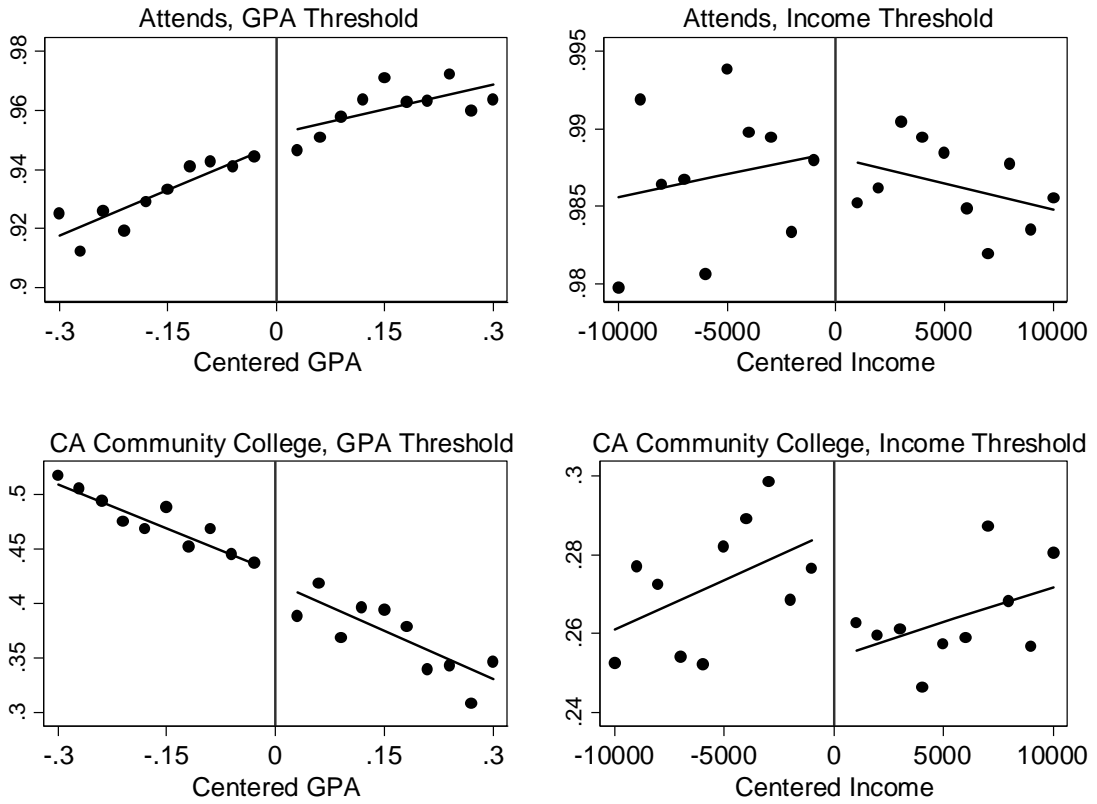 Attends, GPA Threshold
.98
.96
.94
.92
.9
-.3 -.15 0 .15 .3
Centered GPA
Attends, Income Threshold
.995
.99
.985
.98
-10000 -5000 0 5000 10000
Centered Income
CA Community College, GPA Threshold
.5
.45
.4
.35
.3
-.3 -.15 0 .15 .3
Centered GPA
CA Community College, Income Threshold
.3
.28
.26
.24
-10000 -5000 0 5000 10000
Centered Income